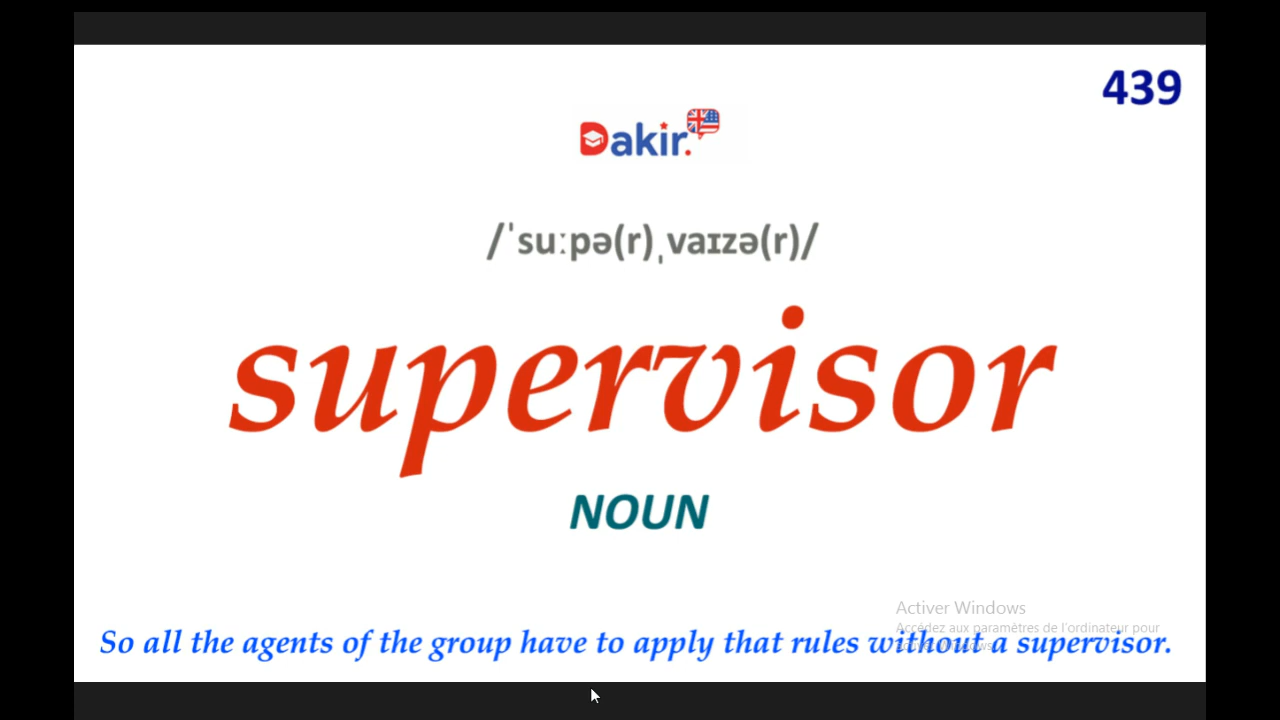 439
Dakir.
/ˈsuːpə(r)ˌvaɪzə(r)/
supervisor
NOUN
Activer Windows
Accédez aux paramètres de l'ordinateur pour
So all the agents of the group have to apply that rules without a supervisor.